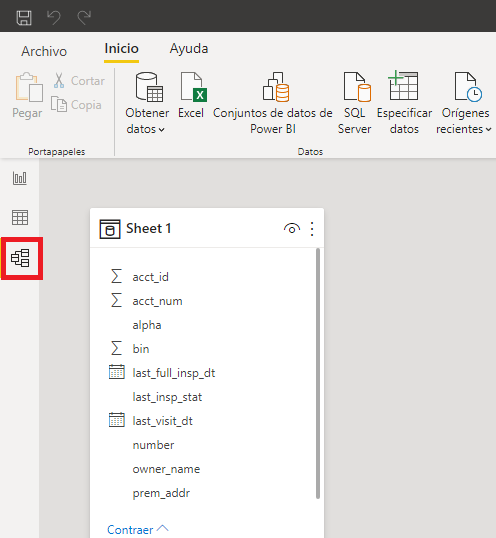 Archivo Inicio Ayuda
Pegar
Cortar
Copia
Portapapeles
Obtener
datos
Excel
Conjuntos de datos de
Power BI
SQL
Server
Especificar
datos
Orígenes
recientes
Datos
Sheet 1
acct_id
acct_num
alpha
bin
last_full_insp_dt
last_insp_stat
last_visit_dt
number
owner_name
prem_addr
Contraer